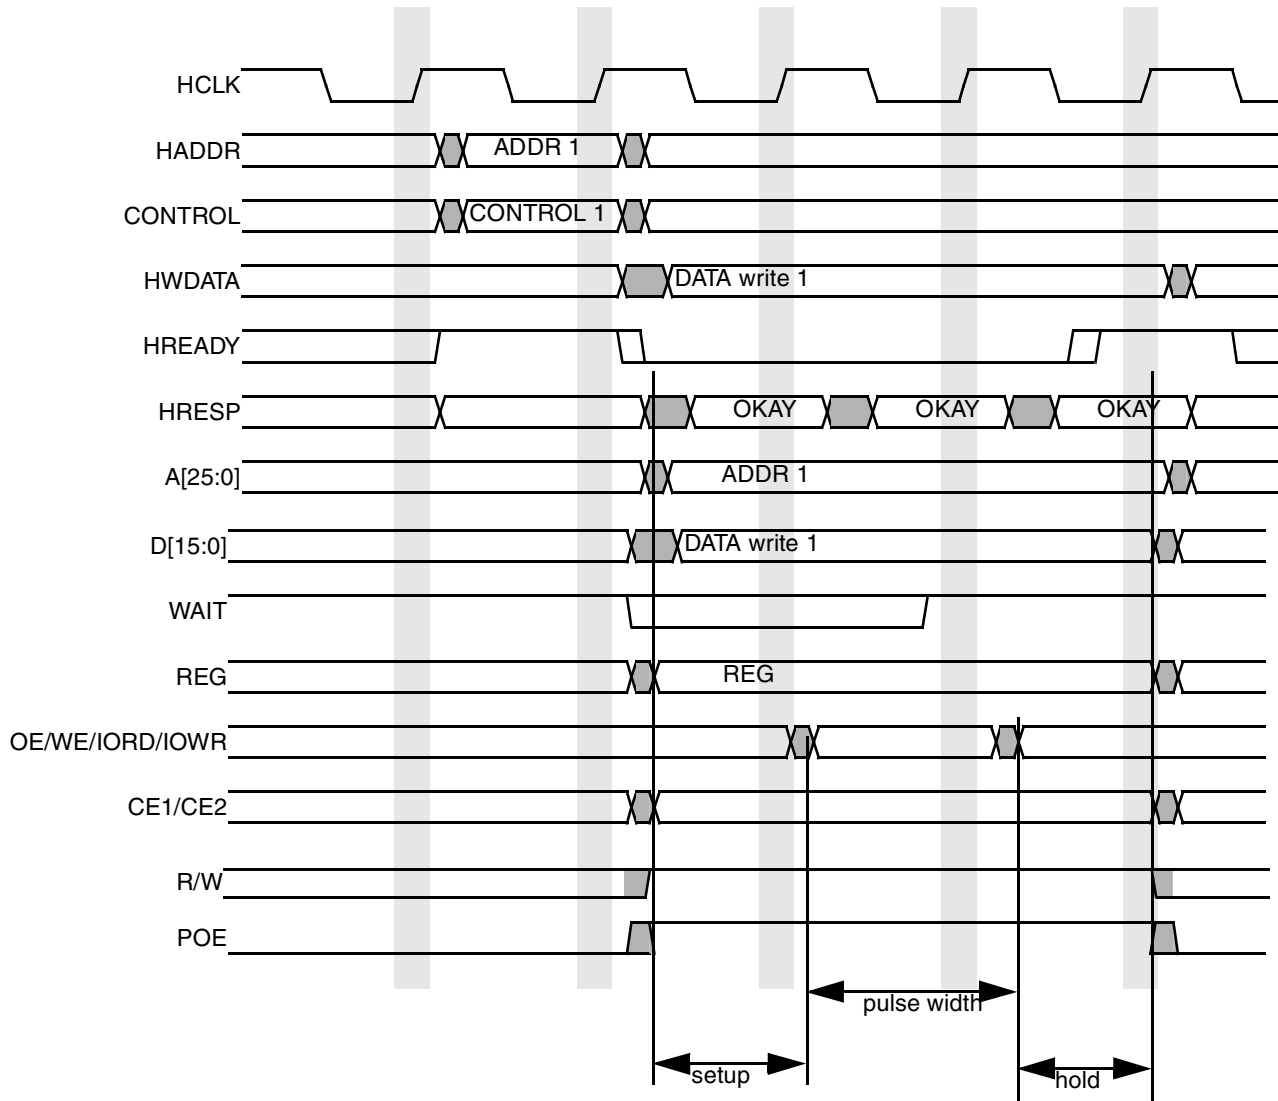 HCLK
HADDR ADDR 1
CONTROL CONTROL 1
HWDATA DATA write 1
HREADY
HRESP OKAY OKAY OKAY
A[25:0] ADDR 1
D[15:0] DATA write 1
WAIT
REG REG
OE/WE/IORD/IOWR
CE1/CE2
R/W
POE
pulse width
setup
hold